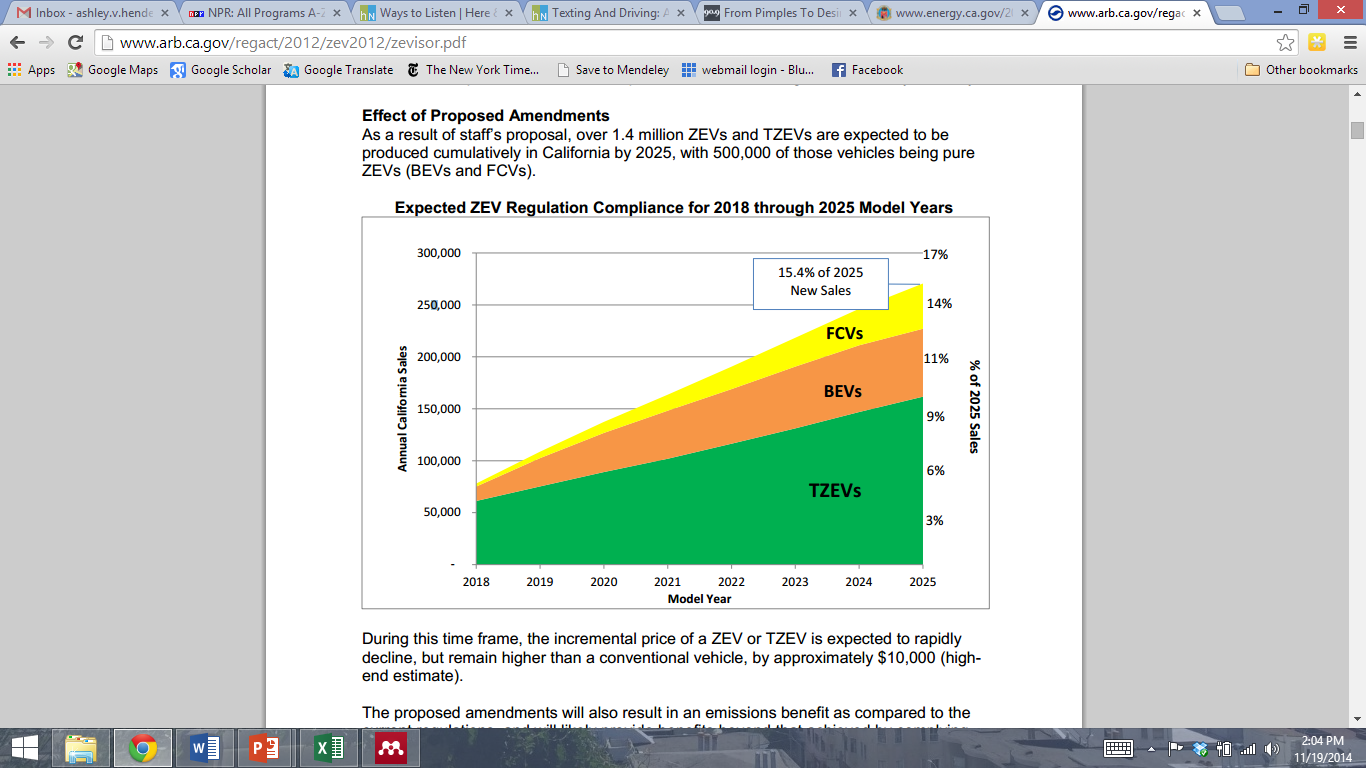 Inbox - ashley.v.hende
NPR: All Programs A-Z
Ways to Listen | Here &
Texting And Driving: A
From Pimples To Desi
www.energy.ca.gov/2
www.arb.ca.gov/regac
www.arb.ca.gov/regact/2012/zev2012/zevisor.pdf
Apps
Google Maps
Google Scholar
Google Translate
The New York Time...
Save to Mendeley
webmail login - Blu...
Facebook
Other bookmarks
Effect of Proposed Amendments
As a result of staff's proposal, over 1.4 million ZEVs and TZEVs are expected to be
produced cumulatively in California by 2025, with 500,000 of those vehicles being pure
ZEVs (BEVs and FCVs).
Expected ZEV Regulation Compliance for 2018 through 2025 Model Years
300,000
250,000
200,000
150,000
100,000
50,000
-
Annual California Sales
15.4% of 2025
New Sales
FCVs
BEVs
TZEVs
17%
14%
11%
9%
6%
3%
% of 2025 Sales
2018 2019 2020 2021 2022 2023 2024 2025
Model Year
During this time frame, the incremental price of a ZEV or TZEV is expected to rapidly
decline, but remain higher than a conventional vehicle, by approximately $10,000 (high-
end estimate).
The proposed amendments will also result in an emissions benefit as compared to the
2:04 PM
11/19/2014